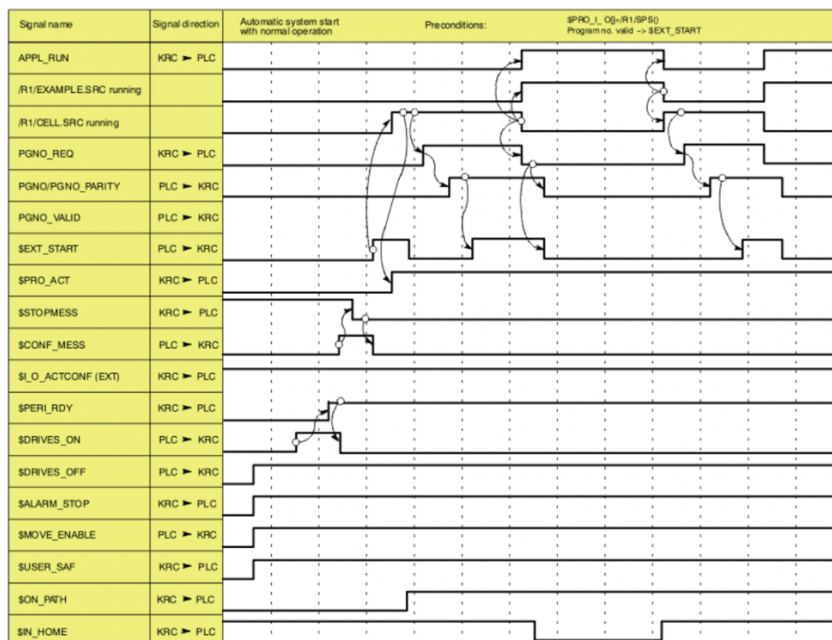 Signal name Signal direction Automatic system start Preconditions: $PRO_I_O[]=/R1/SPS()
with normal operation Program no. valid -> $EXT_START
APPL_RUN KRC ► PLC
/R1/EXAMPLE.SRC running
/R1/CELL.SRC running
PGNO_REQ KRC ► PLC
PGNO/PGNO_PARITY PLC ► KRC
PGNO_VALID
$EXT_START PLC ► KRC
$PRO_ACT KRC ► PLC
$STOPMESS KRC ► PLC
$CONF_MESS PLC ► KRC
$I_O_ACTCONF (EXT) KRC ► PLC
$PERI_RDY KRC ► PLC
$DRIVES_ON PLC ► KRC
$DRIVES_OFF PLC ► KRC
$ALARM_STOP KRC ► PLC
$MOVE_ENABLE PLC ► KRC
$USER_SAF KRC ► PLC
$ON_PATH KRC ► PLC
$IN_HOME KRC ► PLC